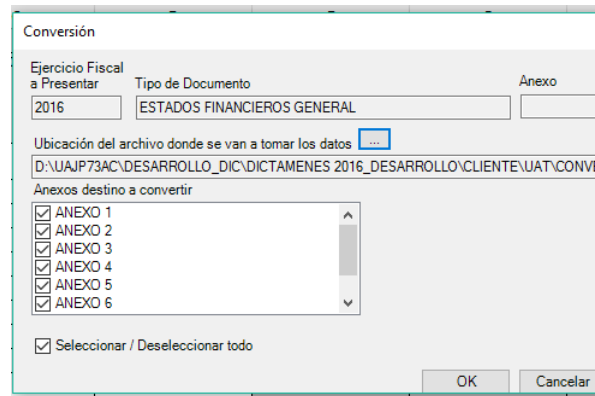 Conversión
Ejercicio Fiscal
a Presentar
Tipo de Documento
Anexo
2016
ESTADOS FINANCIEROS GENERAL
Ubicación del archivo donde se van a tomar los datos
...
D:\UAJP73AC\DESARROLLO_DIC\DICTAMENES 2016_DESARROLLO\CLIENTE\UAT\CONVE
Anexos destino a convertir
ANEXO 1
ANEXO 2
ANEXO 3
ANEXO 4
ANEXO 5
ANEXO 6
Seleccionar / Deseleccionar todo
OK
Cancelar